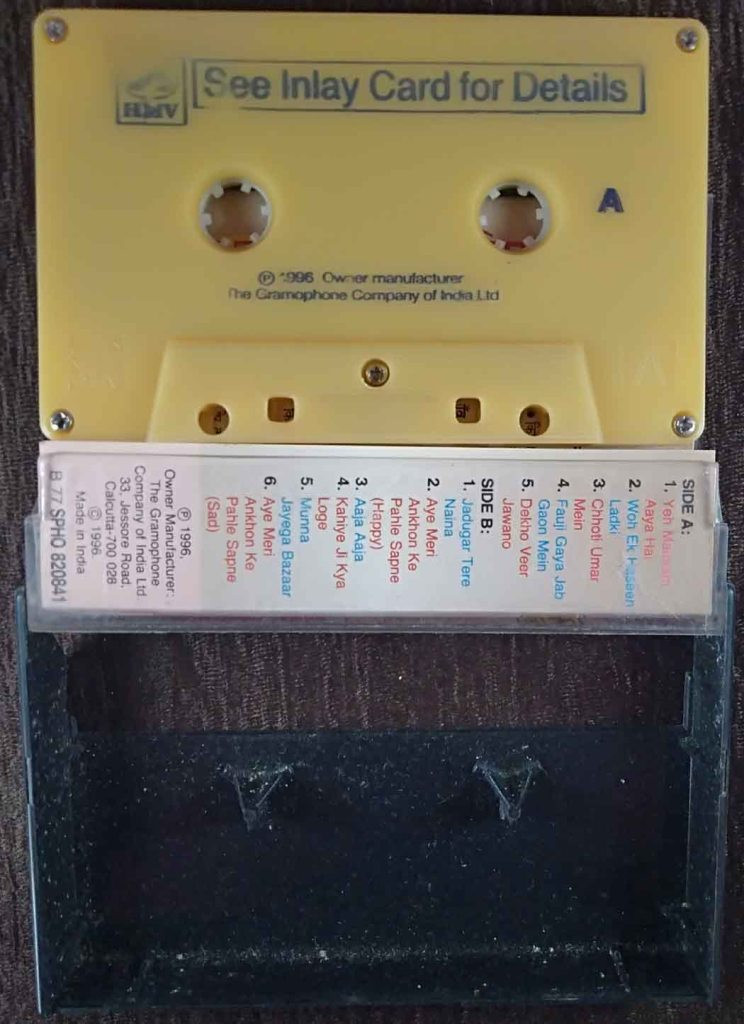 HMV
See Inlay Card for Details
A
℗ 1996 Owner manufacturer
The Gramophone Company of India Ltd
SIDE A:
1. Yeh Mausam
Aaya Hai
2. Woh Ek Haseen
Ladki
3. Chhoti Umar
Mein
4. Fauji Gaya Jab
Gaon Mein
5. Dekho Veer
Jawano
SIDE B:
1. Jadugar Tere
Naina
2. Aye Meri
Ankhon Ke
Pahle Sapne
(Happy)
3. Aaja Aaja
4. Kahiye Ji Kya
Loge
5. Munna
Jayega Bazaar
6. Aye Meri
Ankhon Ke
Pahle Sapne
(Sad)
℗ 1996,
Owner Manufacturer:
The Gramophone
Company of India Ltd
33, Jessore Road,
Calcutta-700 028
© 1996
Made in India
B 77 SPHO 820841